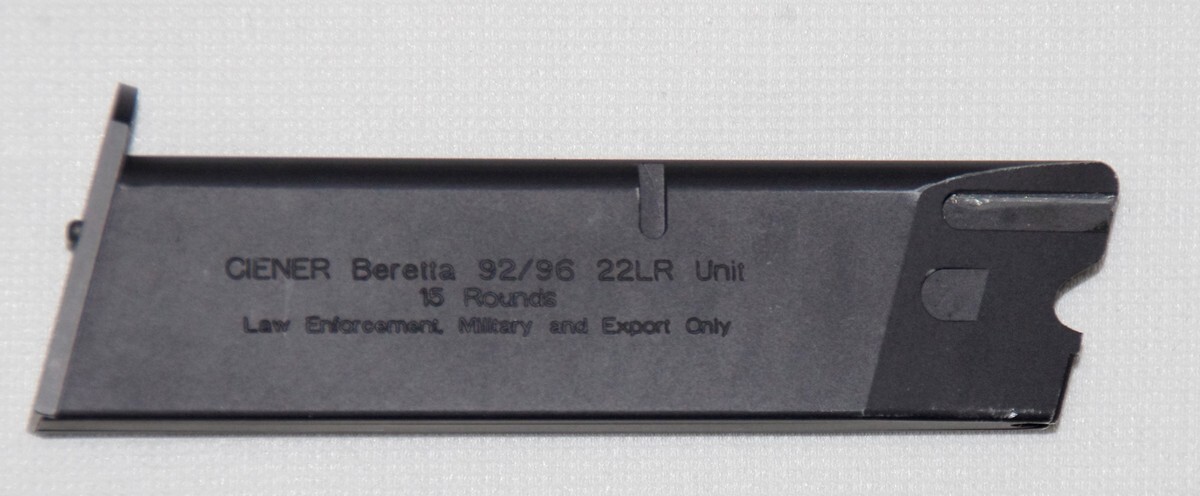 CIENER Beretta 92/96 22LR Unit
15 Rounds
Law Enforcement, Military and Export Only